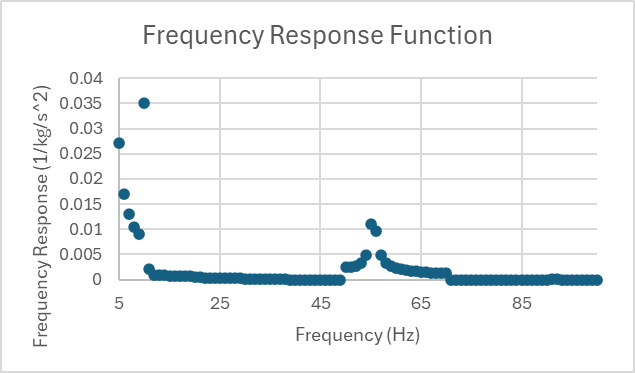 Frequency Response Function
Frequency Response (1/kg/s^2)
0.04
0.035
0.03
0.025
0.02
0.015
0.01
0.005
0
5 25 45 65 85
Frequency (Hz)